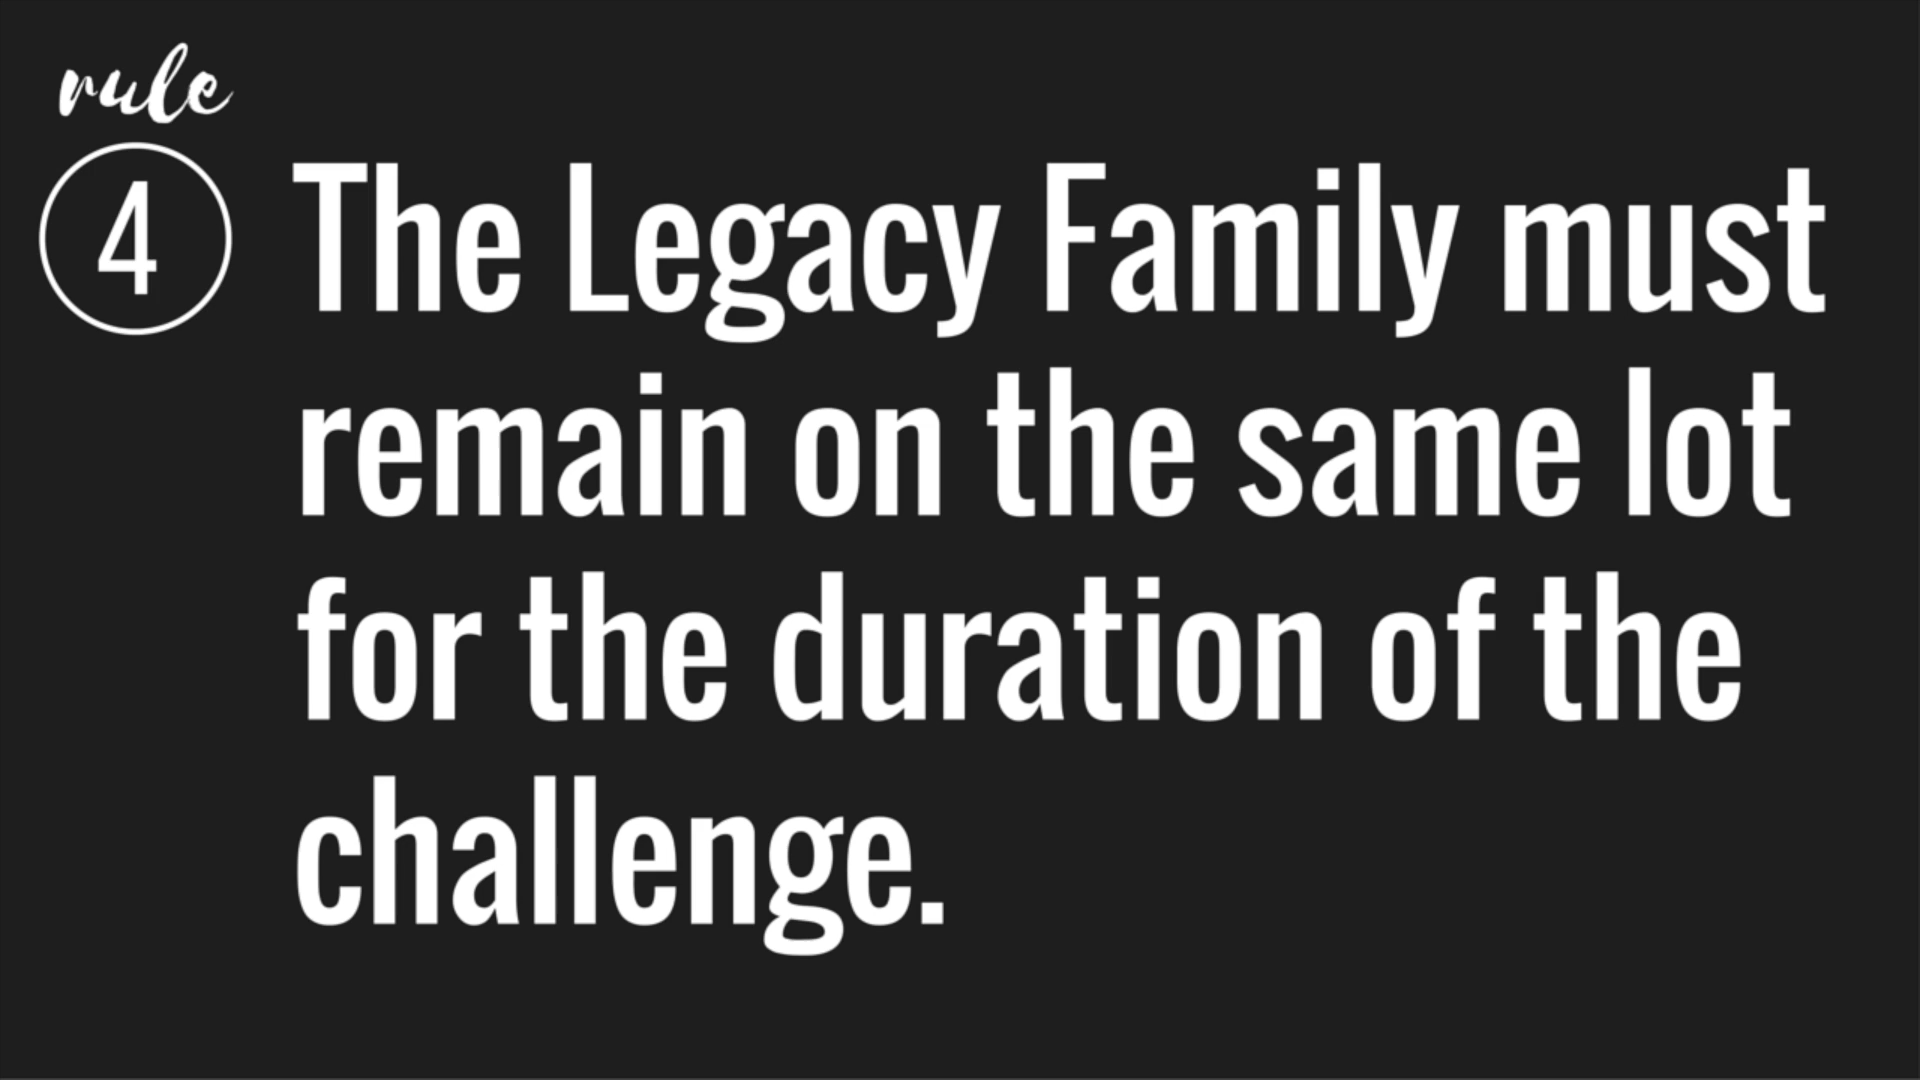 rule
4
The Legacy Family must
remain on the same lot
for the duration of the
challenge.